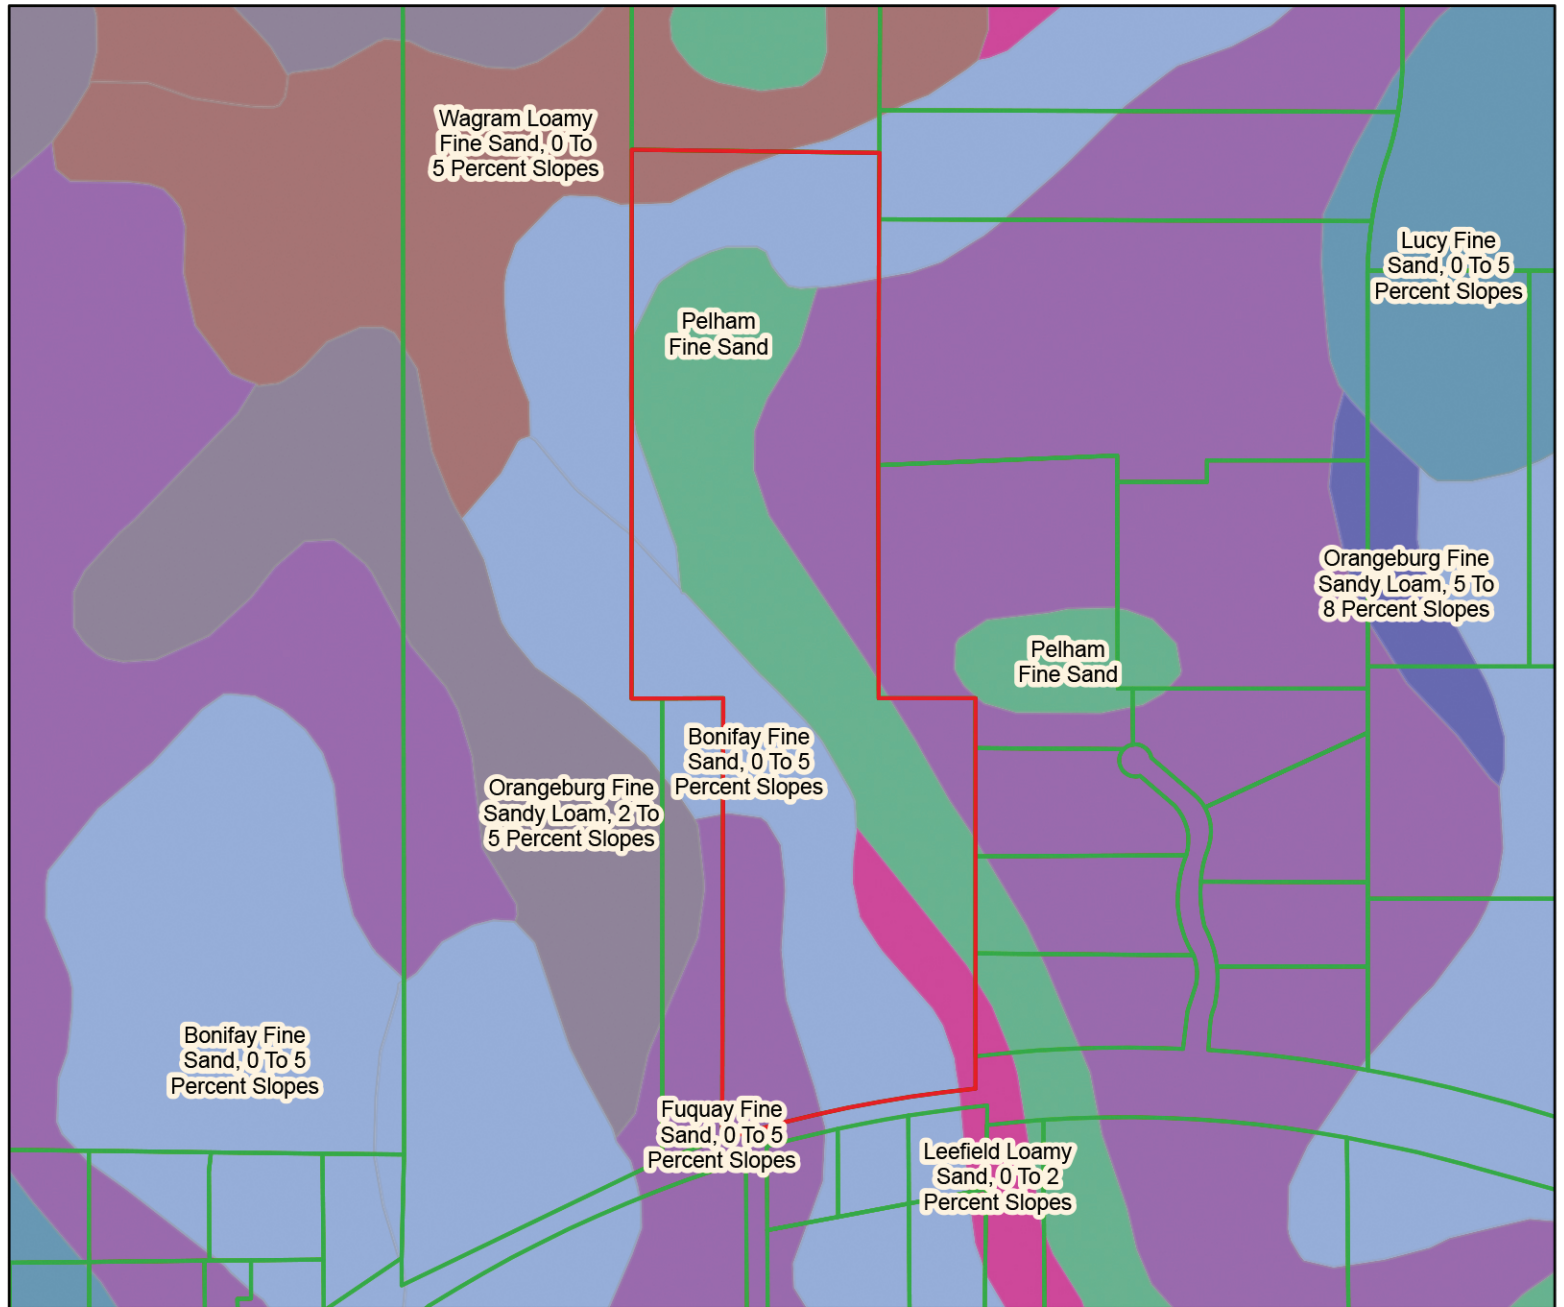 Wagram Loamy
Fine Sand, 0 To
5 Percent Slopes
Lucy Fine
Sand, 0 To 5
Percent Slopes
Pelham
Fine Sand
Orangeburg Fine
Sandy Loam, 5 To
8 Percent Slopes
Pelham
Fine Sand
Bonifay Fine
Sand, 0 To 5
Percent Slopes
Orangeburg Fine
Sandy Loam, 2 To
5 Percent Slopes
Bonifay Fine
Sand, 0 To 5
Percent Slopes
Fuquay Fine
Sand, 0 To 5
Percent Slopes
Leefield Loamy
Sand, 0 To 2
Percent Slopes